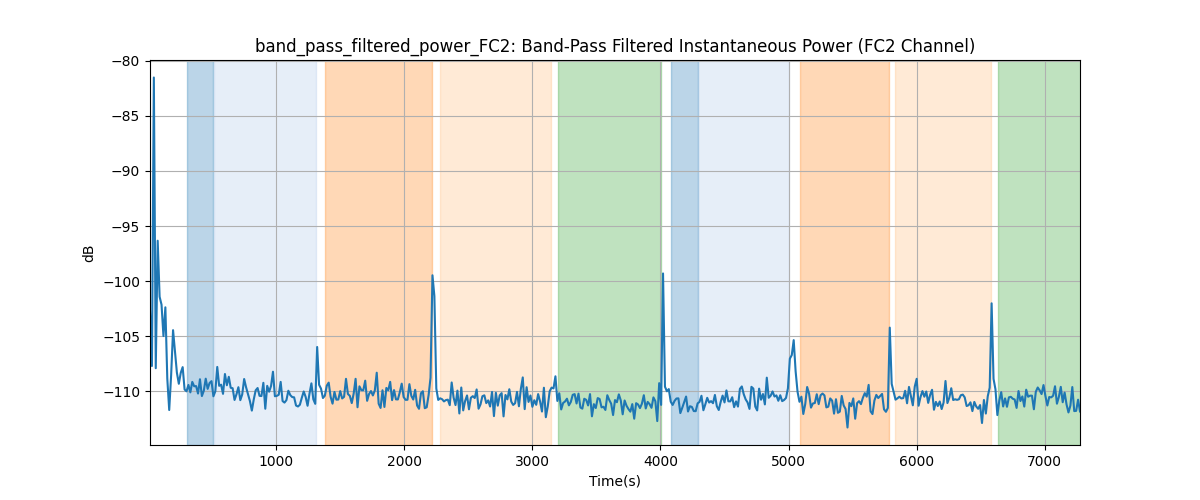 band_pass_filtered_power_FC2: Band-Pass Filtered Instantaneous Power (FC2 Channel)
−80
−85
−90
−95
−100
−105
−110
dB
1000 2000 3000 4000 5000 6000 7000
Time(s)